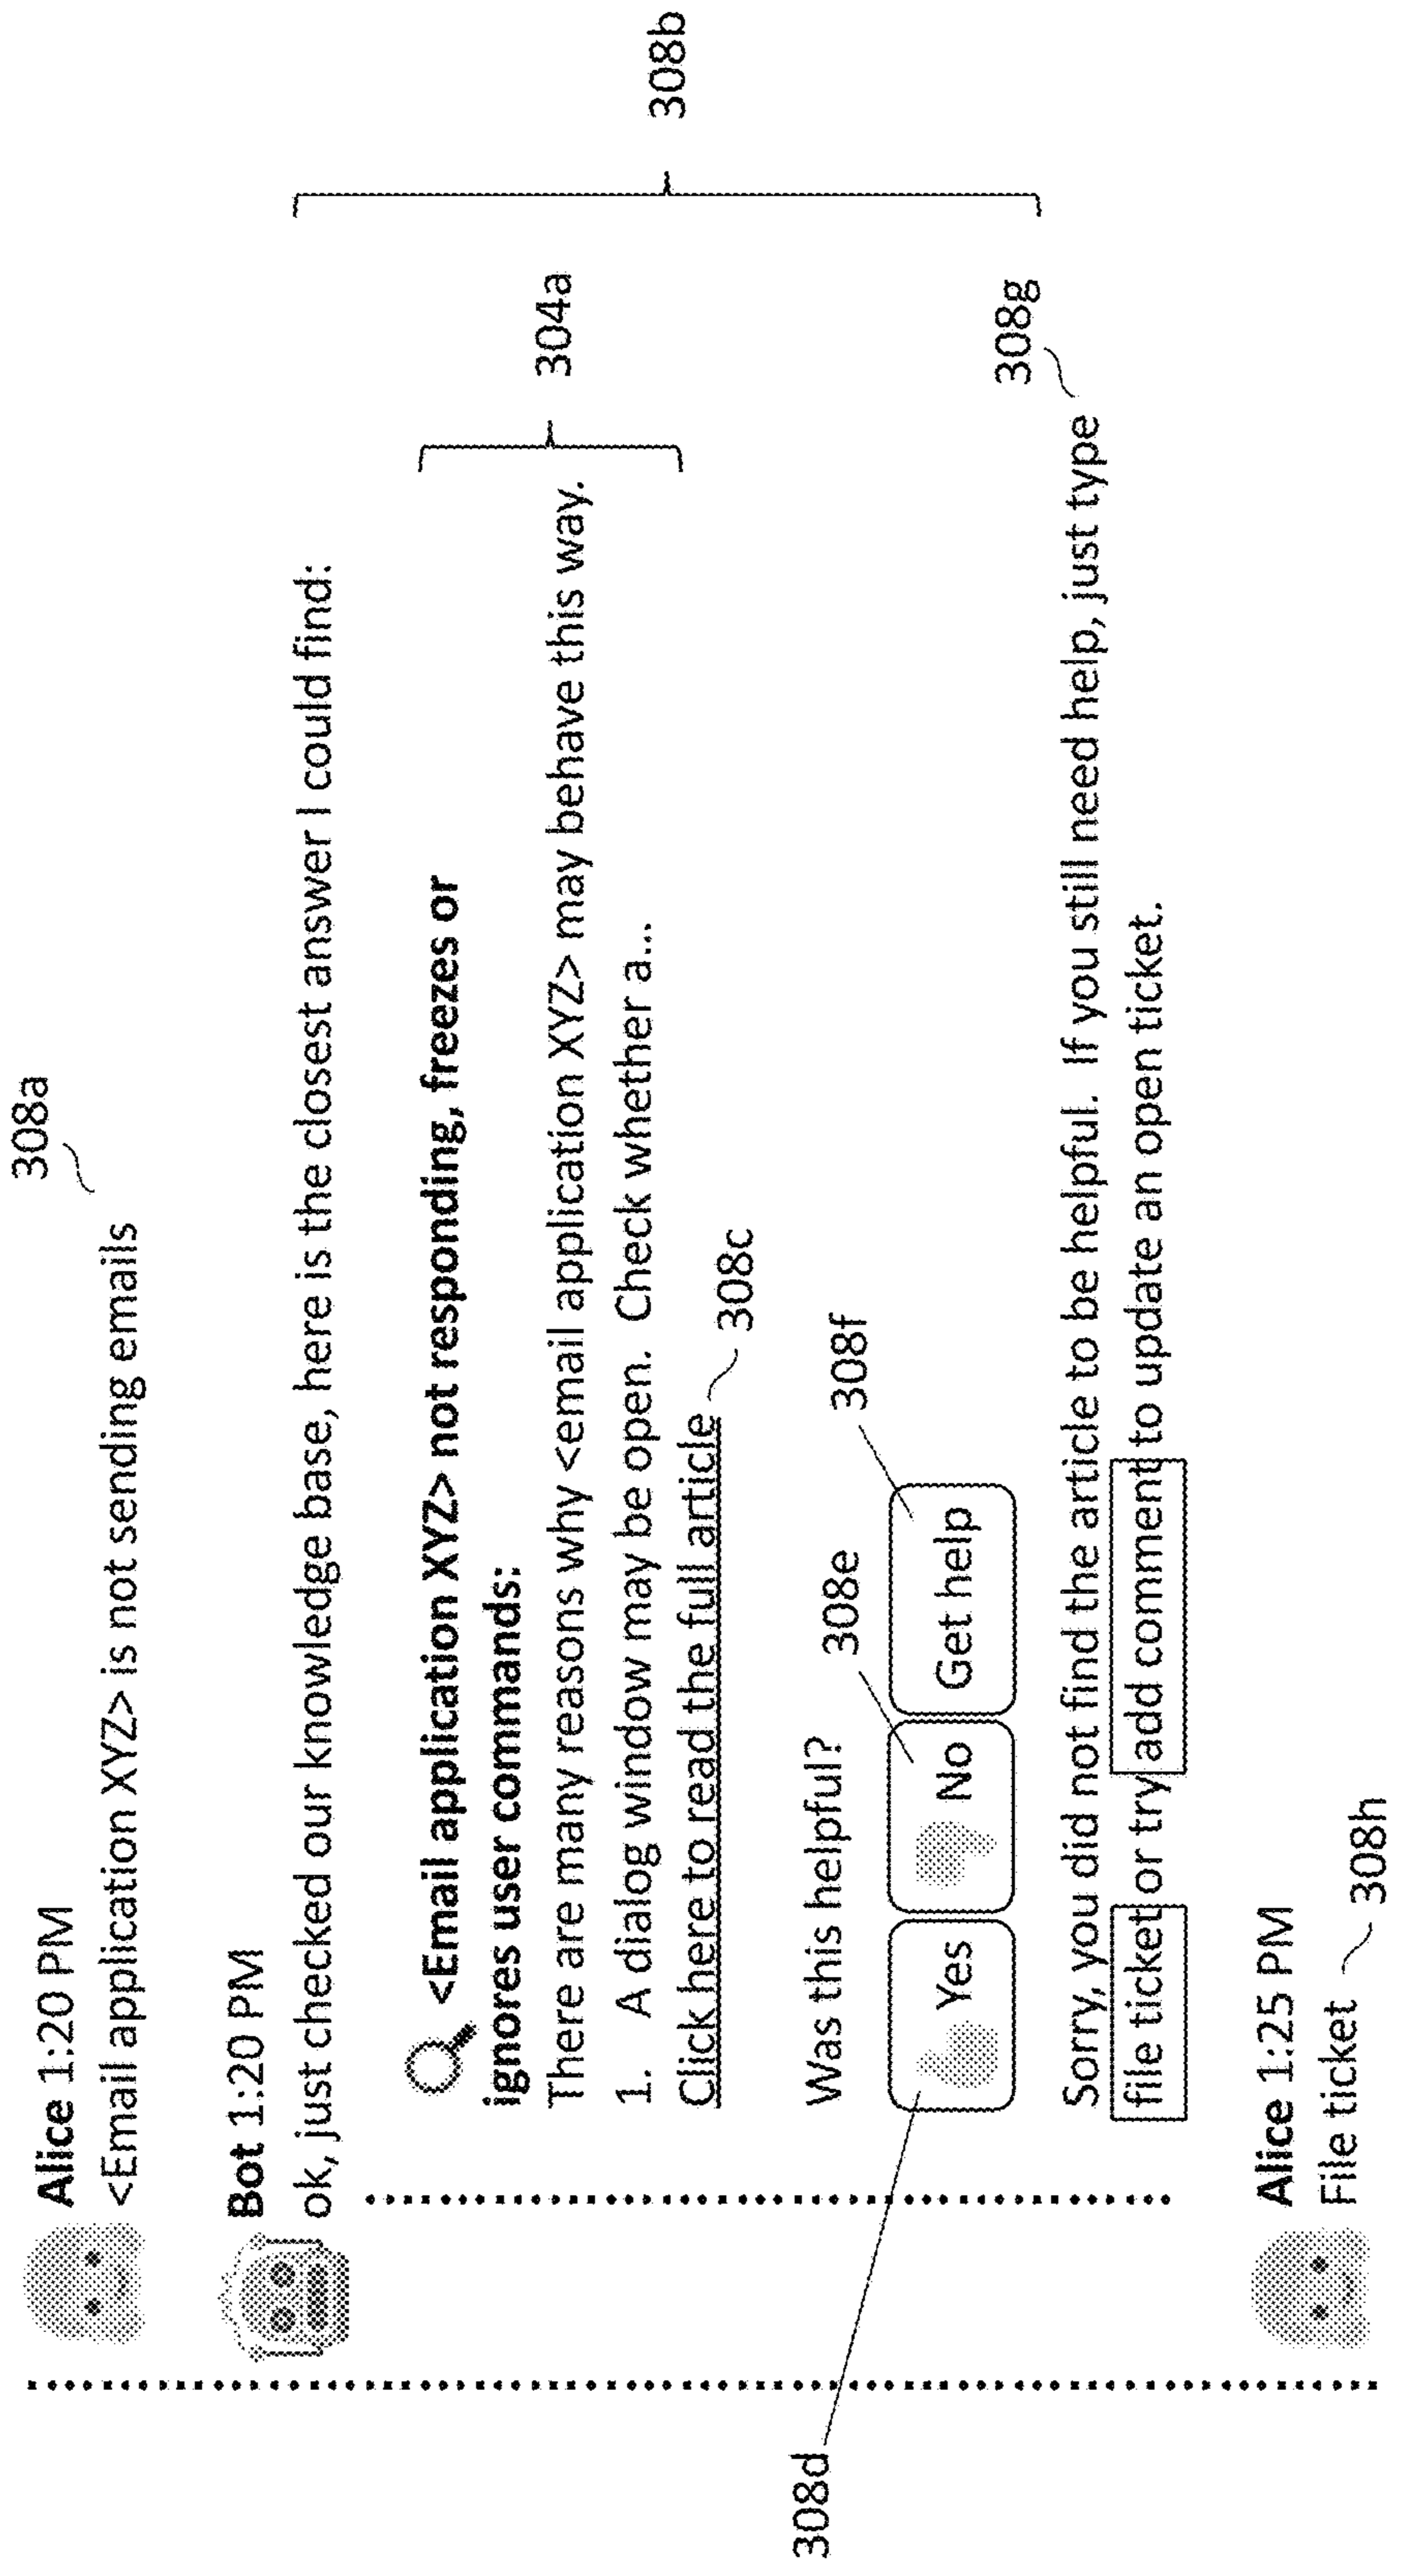 308a
Alice 1:20 PM
<Email application XYZ> is not sending emails
Bot 1:20 PM
ok, just checked our knowledge base, here is the closest answer I could find:
<Email application XYZ> not responding, freezes or
ignores user commands:
There are many reasons why <email application XYZ> may behave this way.
1. A dialog window may be open. Check whether a...
Click here to read the full article
304a
308b
308c
Was this helpful?
308d
308e
308f
Yes
No
Get help
308g
Sorry, you did not find the article to be helpful. If you still need help, just type
file ticket or try add comment to update an open ticket.
Alice 1:25 PM
File ticket
308h